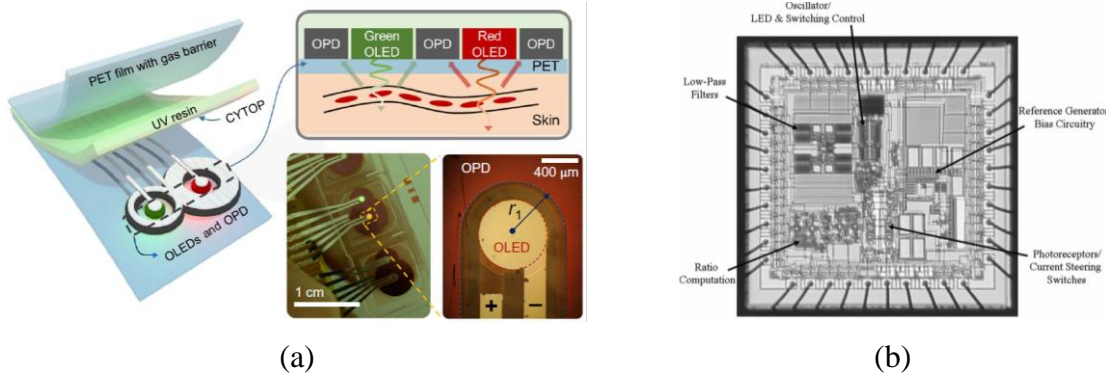 PET film with gas barrier
UV resin
CYTOP
OLEDs and OPD
OPD
Green
OLED
OPD
Red
OLED
OPD
PET
Skin
1 cm
OPD
400 μm
r1
OLED
+
−
(a)
Oscillator/
LED & Switching Control
Low-Pass
Filters
Reference Generator
Bias Circuitry
Ratio
Computation
Photoreceptors/
Current Steering
Switches
(b)